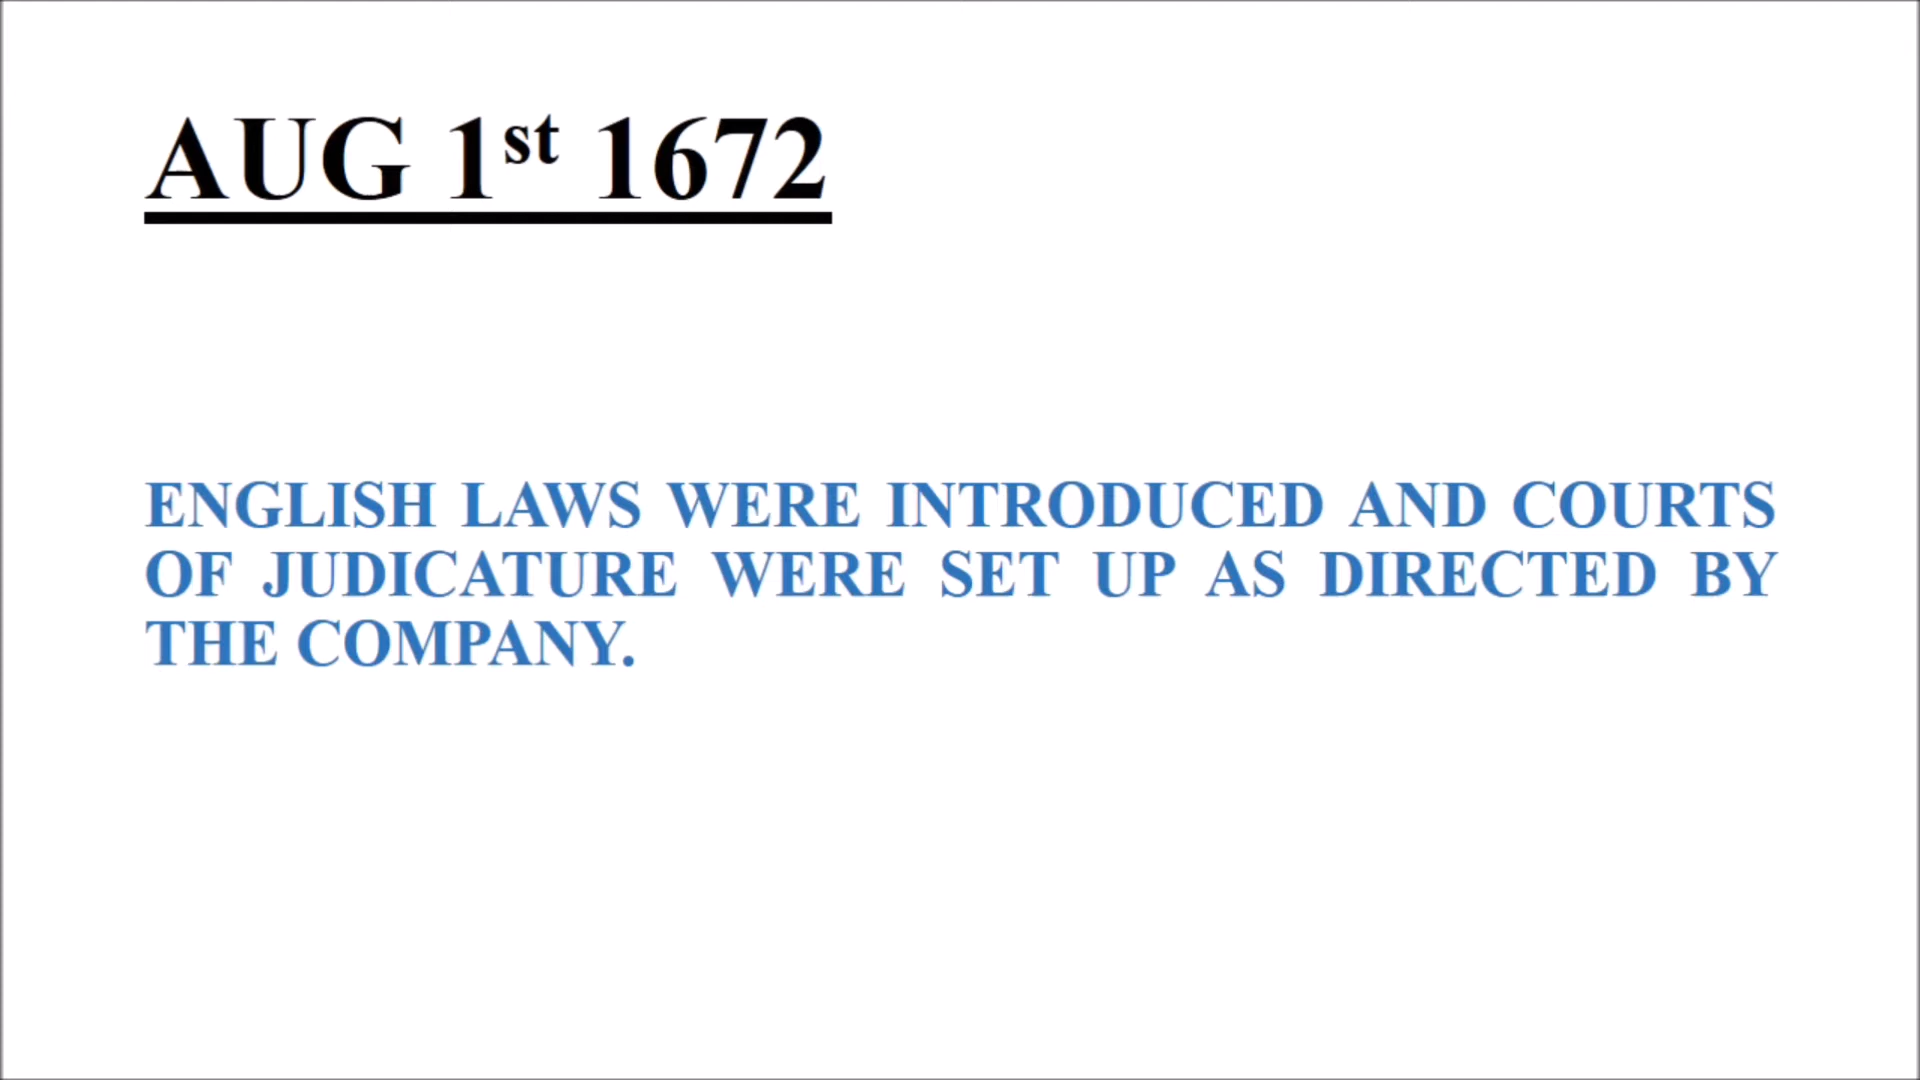 AUG 1st 1672
ENGLISH LAWS WERE INTRODUCED AND COURTS
OF JUDICATURE WERE SET UP AS DIRECTED BY
THE COMPANY.